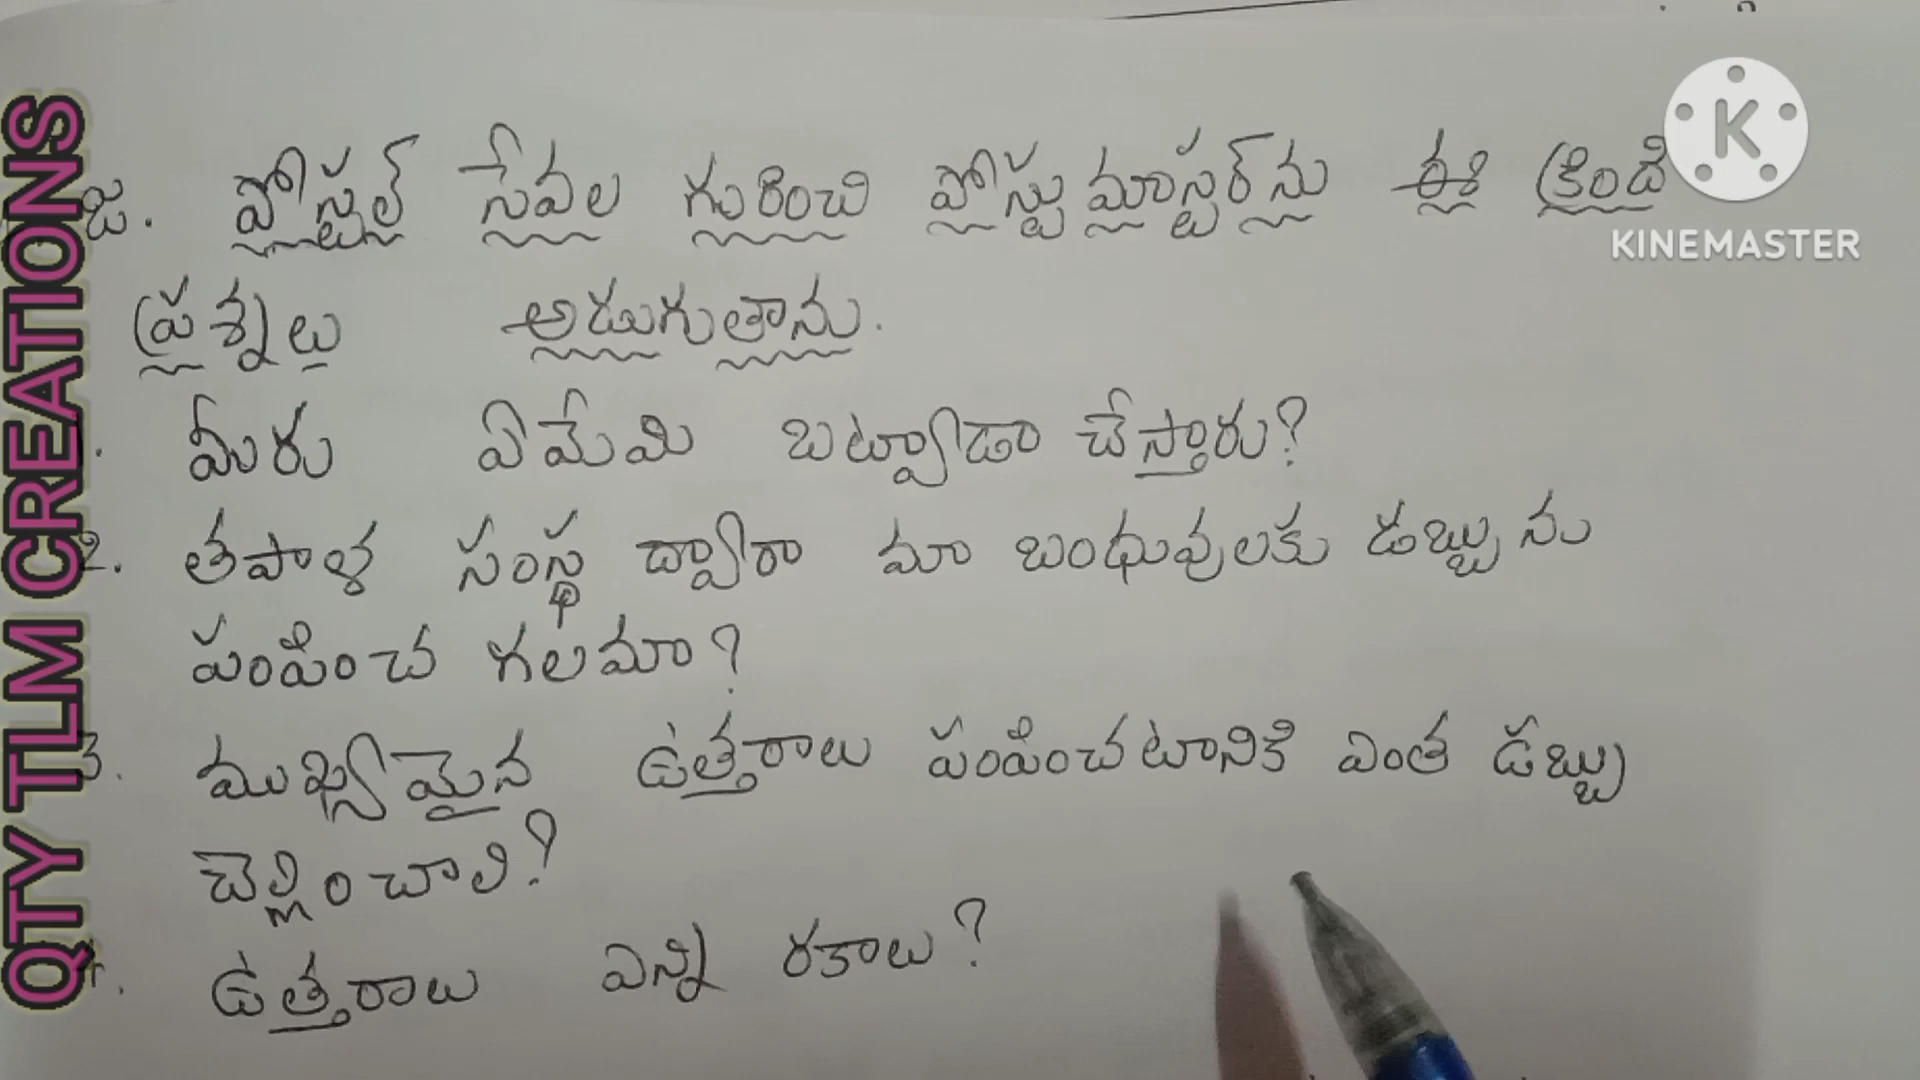 QTY TLM CREATIONS
KINEMASTER
జ. పోస్టల్ సేవల గురించి పోస్టుమాస్టర్‌ను ఈ క్రింది
ప్రశ్నలు అడుగుతాను.
. మీరు ఏమేమి బట్వాడా చేస్తారు?
2. తపాళ సంస్థ ద్వారా మా బంధువులకు డబ్బును
పంపించ గలమా?
3. ముఖ్యమైన ఉత్తరాలు పంపించటానికి ఎంత డబ్బు
చెల్లించాలి?
4. ఉత్తరాలు ఎన్ని రకాలు?